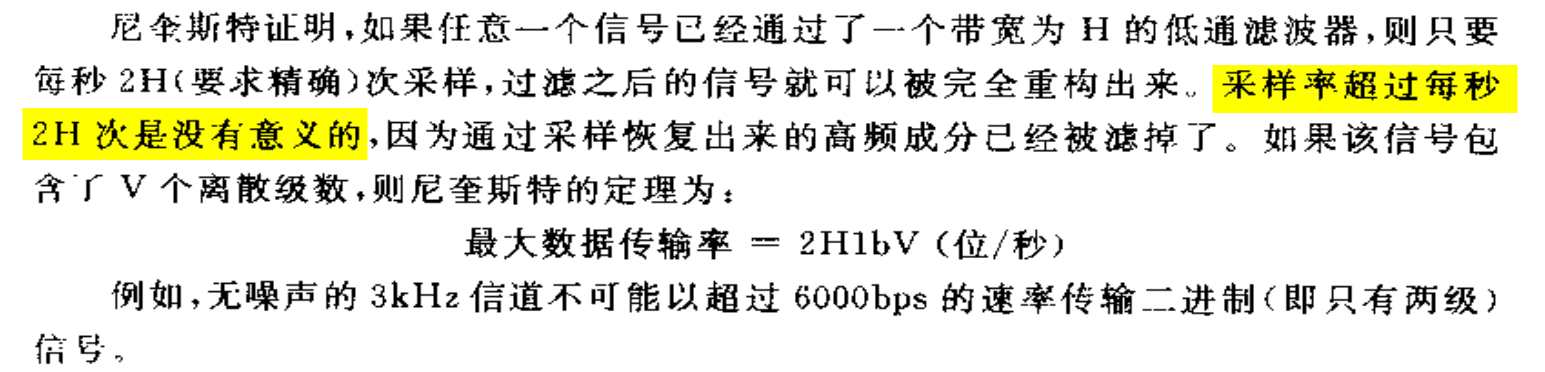 尼奎斯特证明,如果任意一个信号已经通过了一个带宽为 H 的低通滤波器,则只要
每秒 2H(要求精确)次采样,过滤之后的信号就可以被完全重构出来。采样率超过每秒
2H 次是没有意义的,因为通过采样恢复出来的高频成分已经被滤掉了。如果该信号包
含了 V 个离散级数,则尼奎斯特的定理为:
最大数据传输率 = 2H1bV (位/秒)
例如,无噪声的 3kHz 信道不可能以超过 6000bps 的速率传输二进制(即只有两级)
信号。